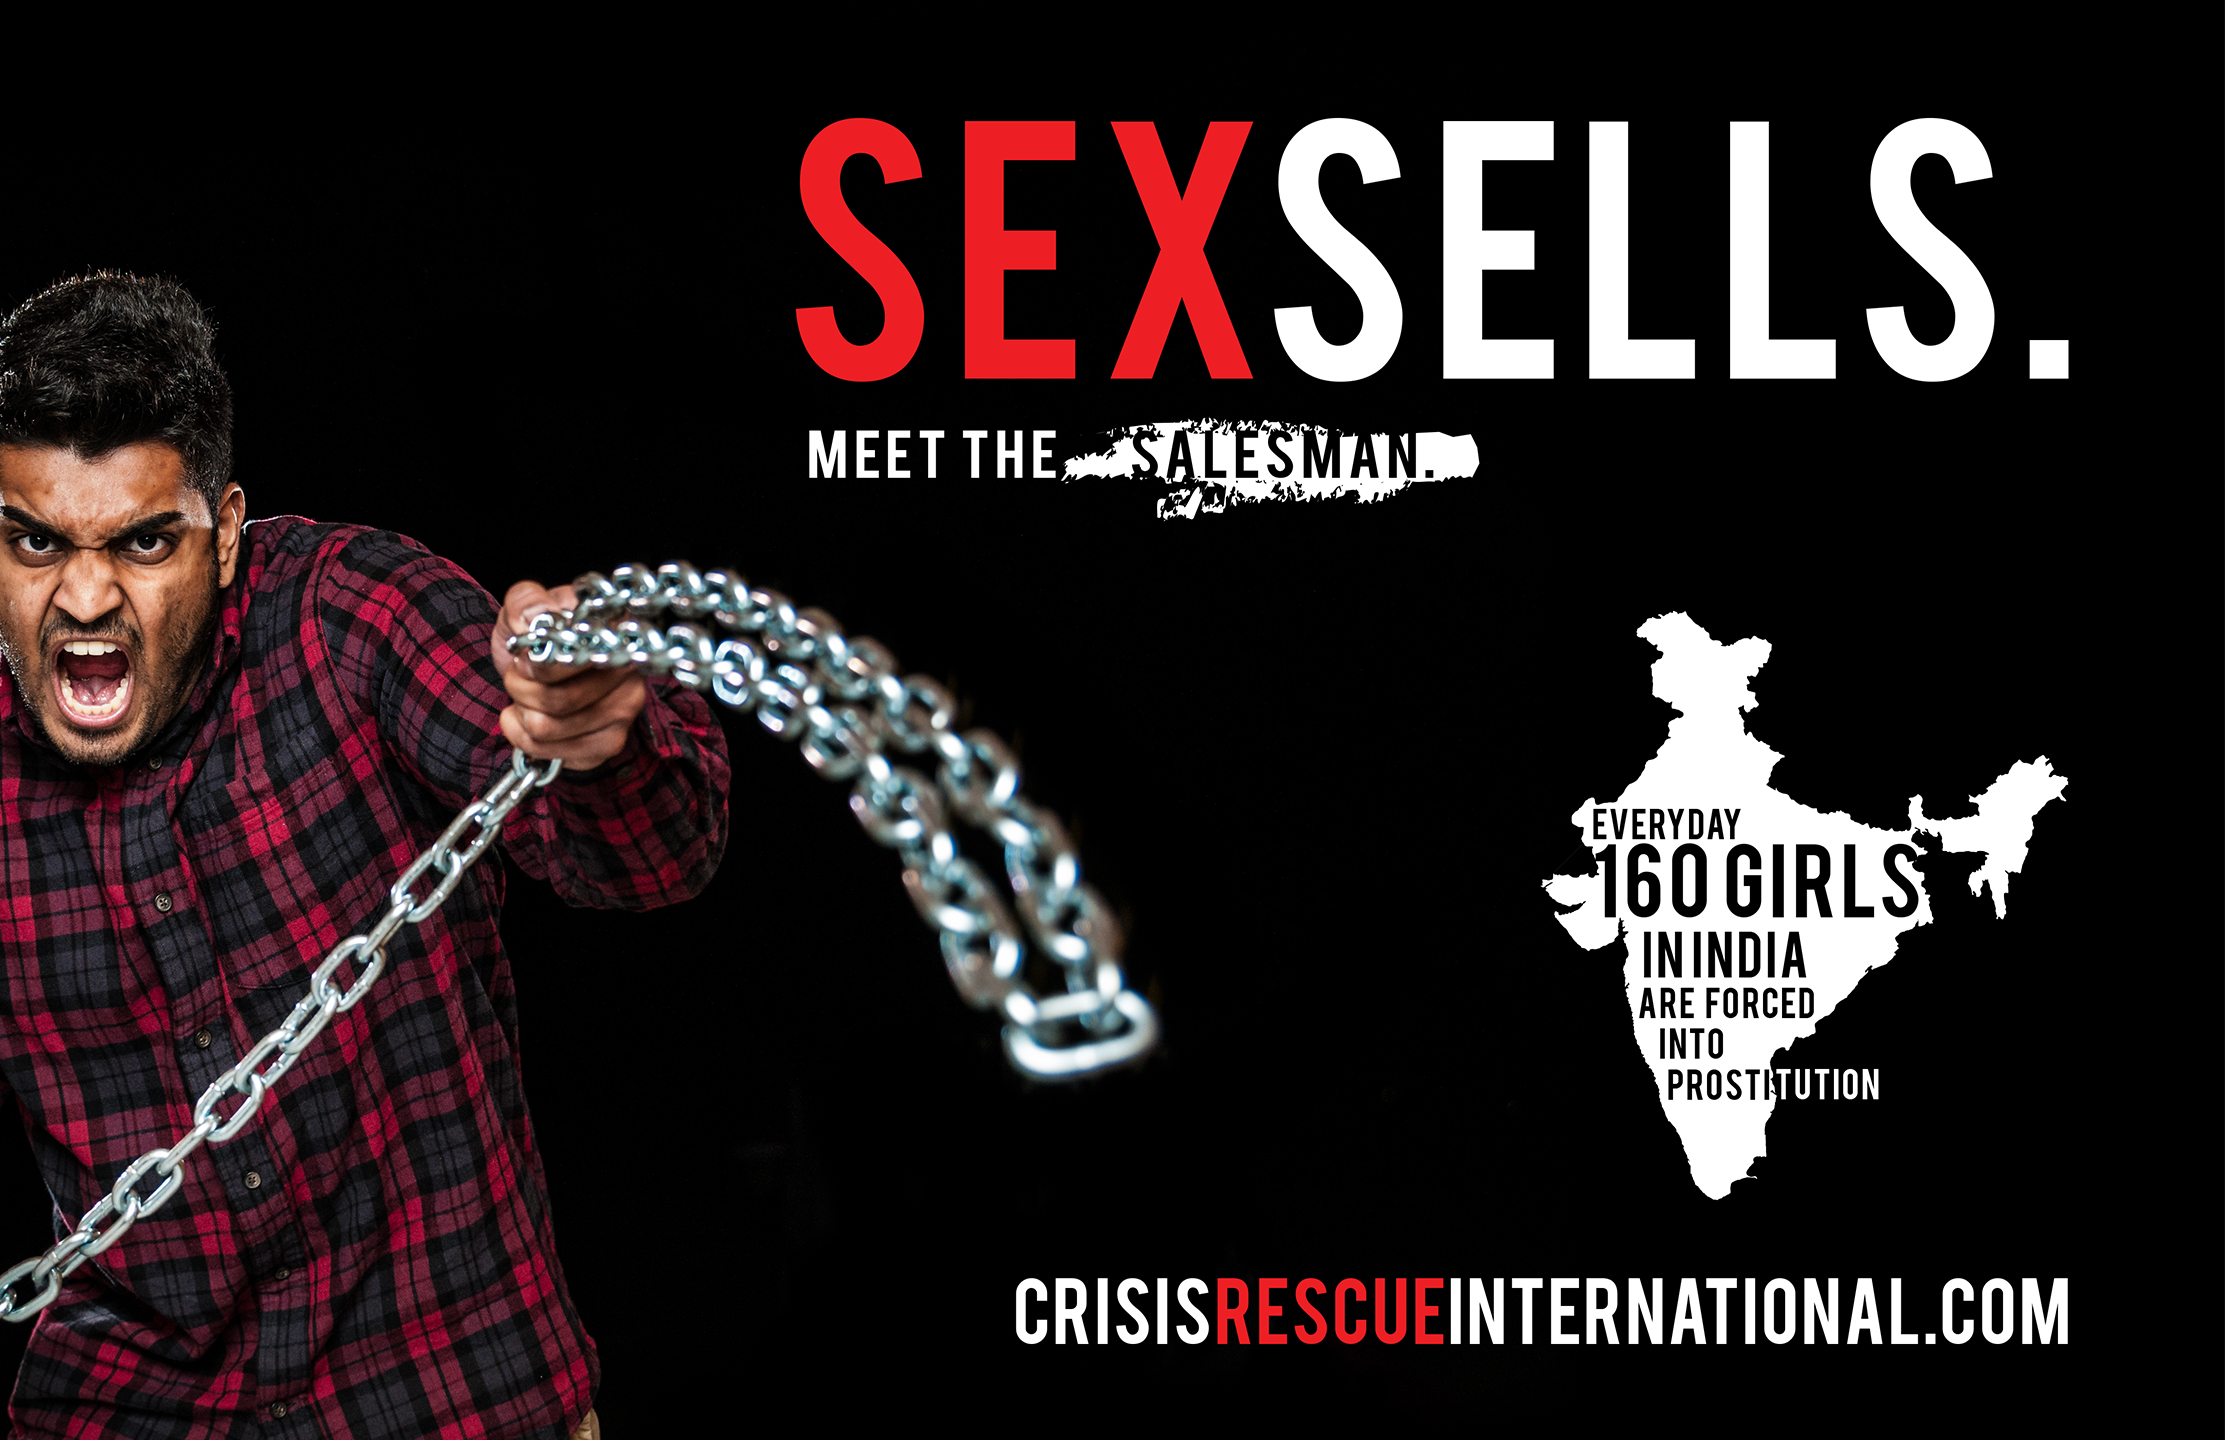 SEXSELLS.
MEET THE SALESMAN.
EVERYDAY
160 GIRLS
IN INDIA
ARE FORCED
INTO
PROSTITUTION
CRISISRESCUEINTERNATIONAL.COM